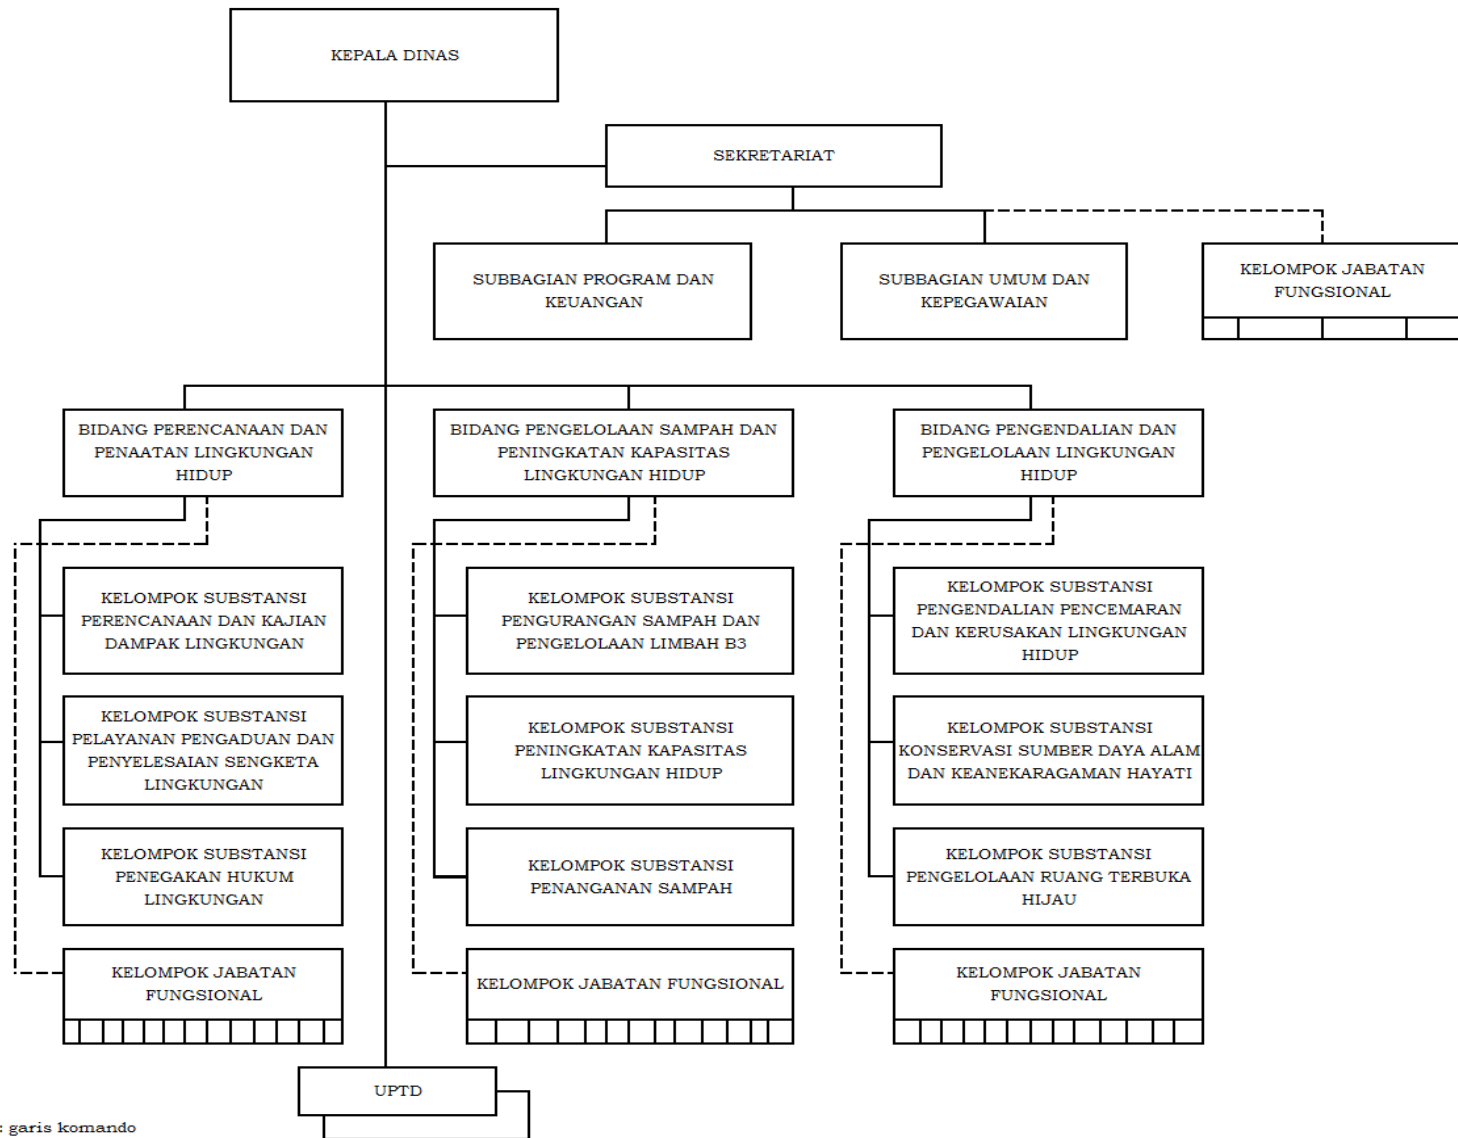 KEPALA DINAS
SEKRETARIAT
SUBBAGIAN PROGRAM DAN
KEUANGAN
SUBBAGIAN UMUM DAN
KEPEGAWAIAN
KELOMPOK JABATAN
FUNGSIONAL
BIDANG PERENCANAAN DAN
PENAATAN LINGKUNGAN
HIDUP
BIDANG PENGELOLAAN SAMPAH DAN
PENINGKATAN KAPASITAS
LINGKUNGAN HIDUP
BIDANG PENGENDALIAN DAN
PENGELOLAAN LINGKUNGAN
HIDUP
KELOMPOK SUBSTANSI
PERENCANAAN DAN KAJIAN
DAMPAK LINGKUNGAN
KELOMPOK SUBSTANSI
PENGURANGAN SAMPAH DAN
PENGELOLAAN LIMBAH B3
KELOMPOK SUBSTANSI
PENGENDALIAN PENCEMARAN
DAN KERUSAKAN LINGKUNGAN
HIDUP
KELOMPOK SUBSTANSI
PELAYANAN PENGADUAN DAN
PENYELESAIAN SENGKETA
LINGKUNGAN
KELOMPOK SUBSTANSI
PENINGKATAN KAPASITAS
LINGKUNGAN HIDUP
KELOMPOK SUBSTANSI
KONSERVASI SUMBER DAYA ALAM
DAN KEANEKARAGAMAN HAYATI
KELOMPOK SUBSTANSI
PENEGAKAN HUKUM
LINGKUNGAN
KELOMPOK SUBSTANSI
PENANGANAN SAMPAH
KELOMPOK SUBSTANSI
PENGELOLAAN RUANG TERBUKA
HIJAU
KELOMPOK JABATAN
FUNGSIONAL
KELOMPOK JABATAN FUNGSIONAL
KELOMPOK JABATAN
FUNGSIONAL
UPTD
: garis komando